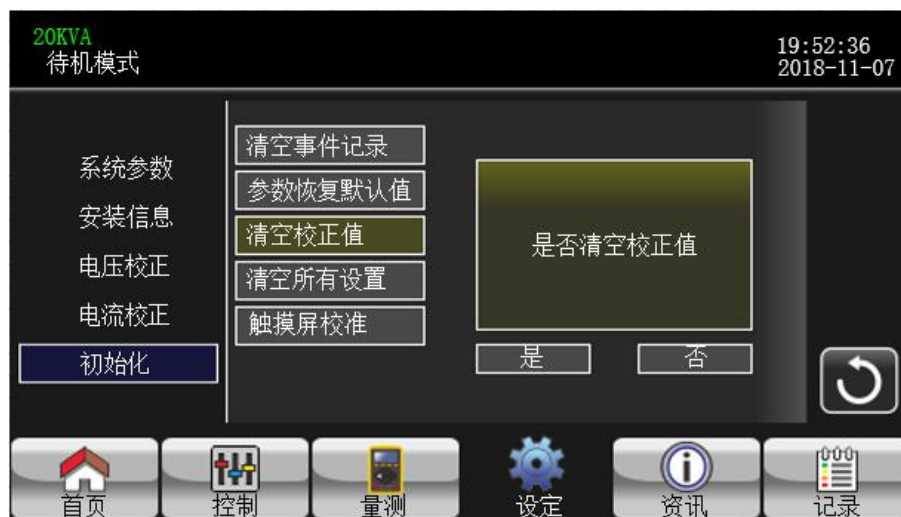 20KVA
待机模式
19:52:36
2018-11-07
系统参数
安装信息
电压校正
电流校正
初始化
清空事件记录
参数恢复默认值
清空校正值
清空所有设置
触摸屏校准
是否清空校正值
是
否
首页
控制
量测
设定
资讯
记录